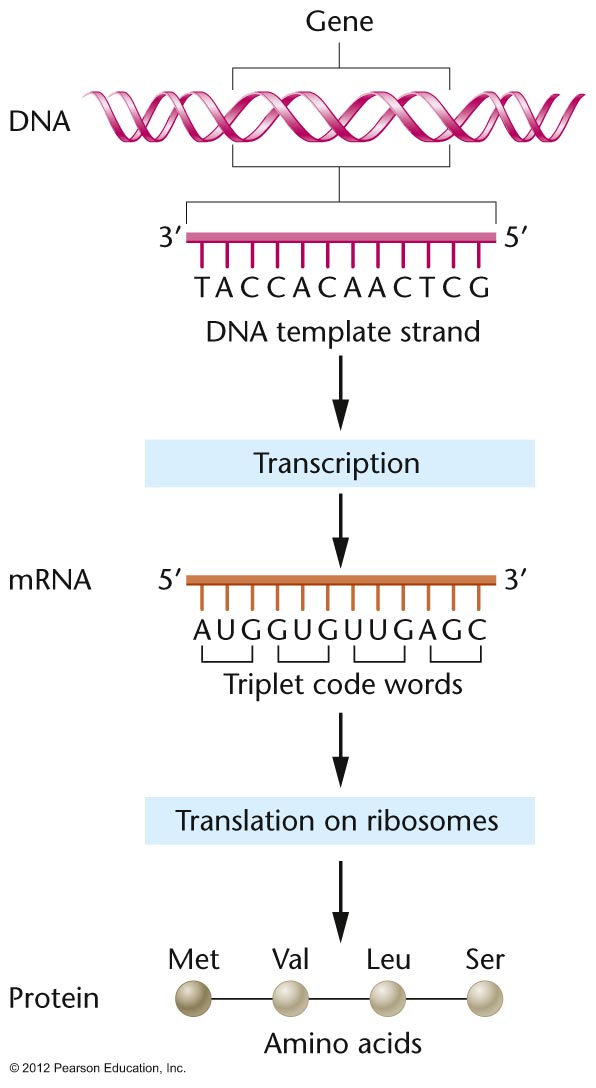 Gene
DNA
3′ 5′
TACCACAACTCG
DNA template strand
Transcription
mRNA 5′ 3′
AUGGUGUUGAGC
Triplet code words
Translation on ribosomes
Met Val Leu Ser
Protein
Amino acids
© 2012 Pearson Education, Inc.